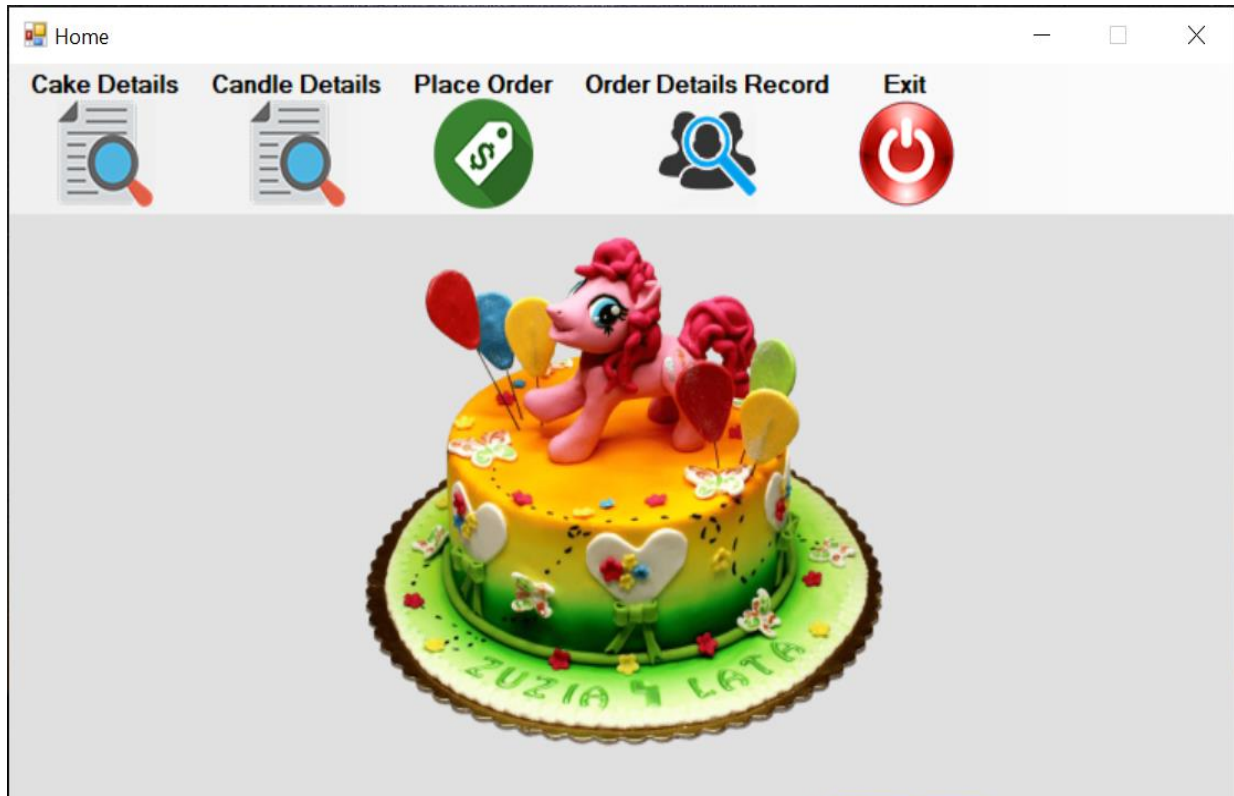 Home
Cake Details Candle Details Place Order Order Details Record Exit
$
ZUZIA 4 LATA